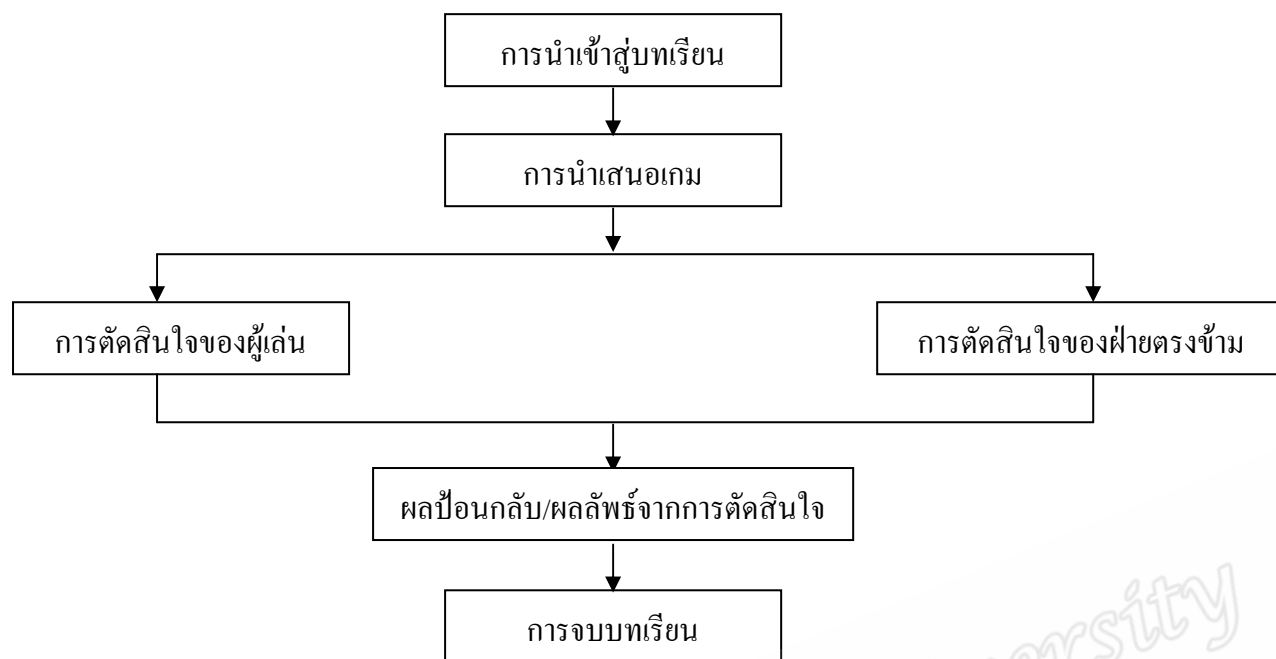 การนำเข้าสู่บทเรียน
การนำเสนอเกม
การตัดสินใจของผู้เล่น
การตัดสินใจของฝ่ายตรงข้าม
ผลป้อนกลับ/ผลลัพธ์จากการตัดสินใจ
การจบบทเรียน